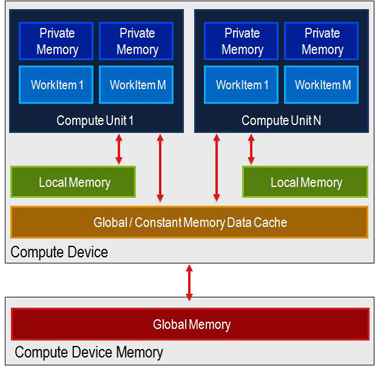 Private Memory
Private Memory
Private Memory
Private Memory
WorkItem 1
WorkItem M
WorkItem 1
WorkItem M
Compute Unit 1
Compute Unit N
Local Memory
Local Memory
Global / Constant Memory Data Cache
Compute Device
Global Memory
Compute Device Memory